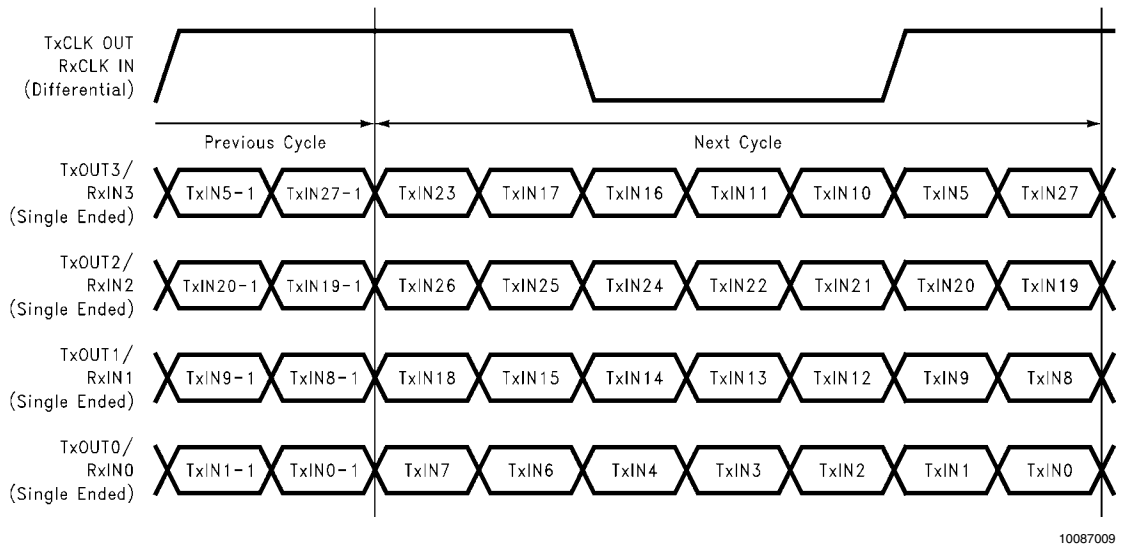 TxCLK OUT
RxCLK IN
(Differential)
Previous Cycle
Next Cycle
TxOUT3/
RxIN3
(Single Ended)
TxIN5-1 TxIN27-1 TxIN23 TxIN17 TxIN16 TxIN11 TxIN10 TxIN5 TxIN27
TxOUT2/
RxIN2
(Single Ended)
TxIN20-1 TxIN19-1 TxIN26 TxIN25 TxIN24 TxIN22 TxIN21 TxIN20 TxIN19
TxOUT1/
RxIN1
(Single Ended)
TxIN9-1 TxIN8-1 TxIN18 TxIN15 TxIN14 TxIN13 TxIN12 TxIN9 TxIN8
TxOUT0/
RxIN0
(Single Ended)
TxIN1-1 TxIN0-1 TxIN7 TxIN6 TxIN4 TxIN3 TxIN2 TxIN1 TxIN0
10087009